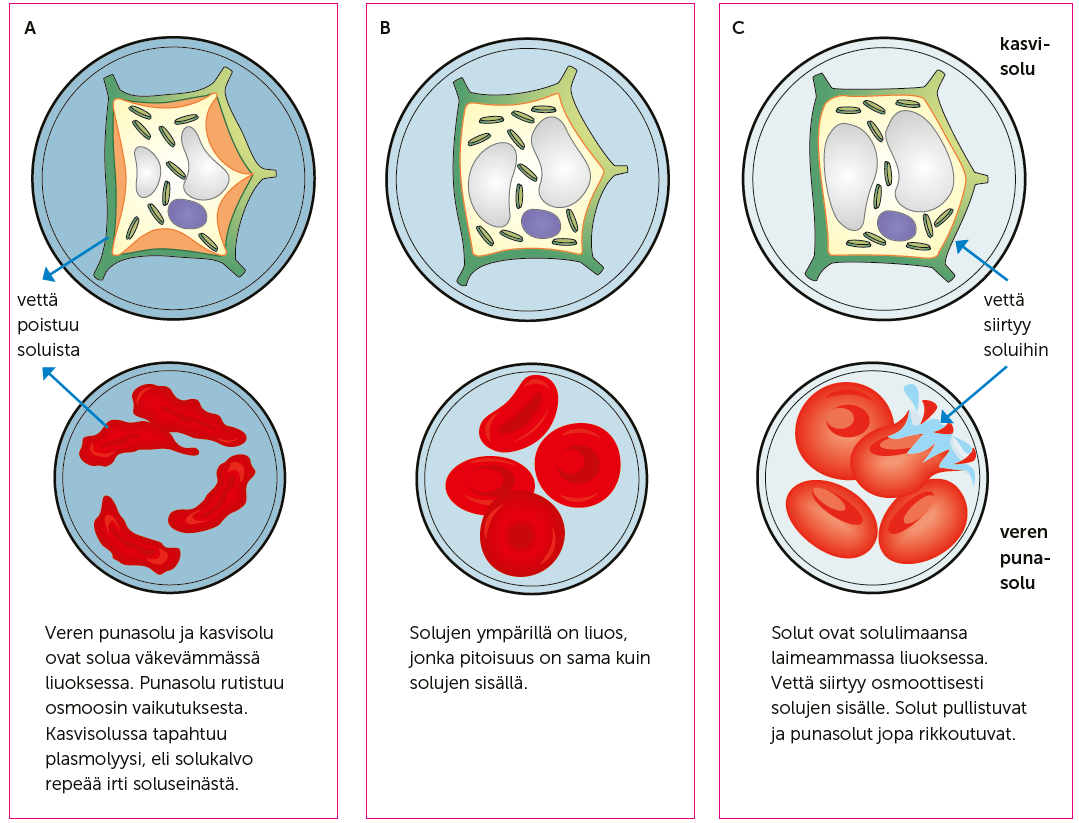 A
vettä
poistuu
soluista
Veren punasolu ja kasvisolu
ovat solua väkevämmässä
liuoksessa. Punasolu rutistuu
osmoosin vaikutuksesta.
Kasvisolussa tapahtuu
plasmolyysi, eli solukalvo
repeää irti soluseinästä.
B
Solujen ympärillä on liuos,
jonka pitoisuus on sama kuin
solujen sisällä.
C
kasvi-
solu
vettä
siirtyy
soluihin
veren
puna-
solu
Solut ovat solulimaansa
laimeammassa liuoksessa.
Vettä siirtyy osmoottisesti
solujen sisälle. Solut pullistuvat
ja punasolut jopa rikkoutuvat.